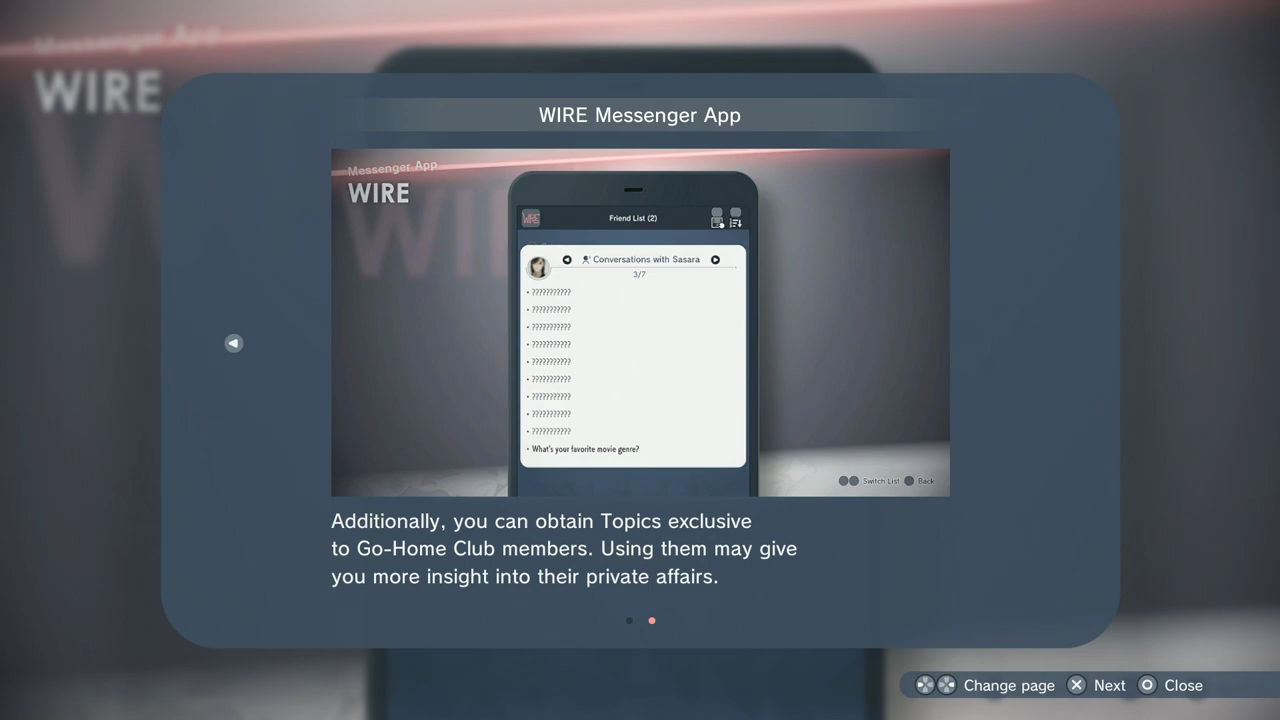 Messenger App
WIRE
WIRE Messenger App
Messenger App
WIRE
WIRE
Friend List (2)
Conversations with Sasara
3/7
• ???????????
• ???????????
• ???????????
• ???????????
• ???????????
• ???????????
• ???????????
• ???????????
• ???????????
• What's your favorite movie genre?
Switch List Back
Additionally, you can obtain Topics exclusive
to Go-Home Club members. Using them may give
you more insight into their private affairs.
Change page Next Close